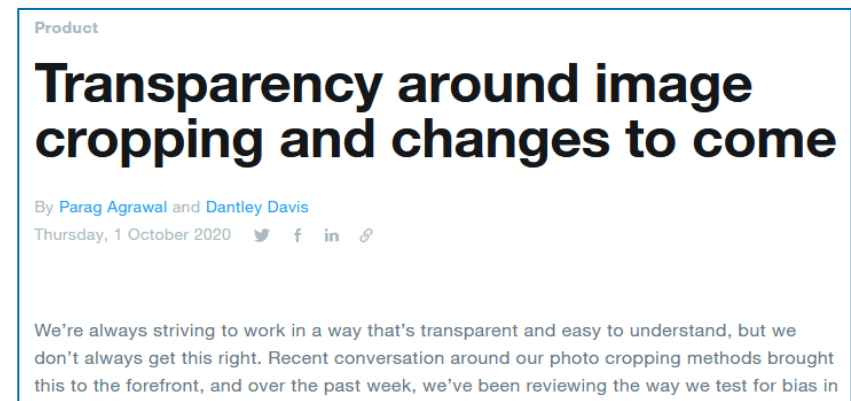 Product
Transparency around image
cropping and changes to come
By Parag Agrawal and Dantley Davis
Thursday, 1 October 2020
We’re always striving to work in a way that’s transparent and easy to understand, but we
don’t always get this right. Recent conversation around our photo cropping methods brought
this to the forefront, and over the past week, we’ve been reviewing the way we test for bias in